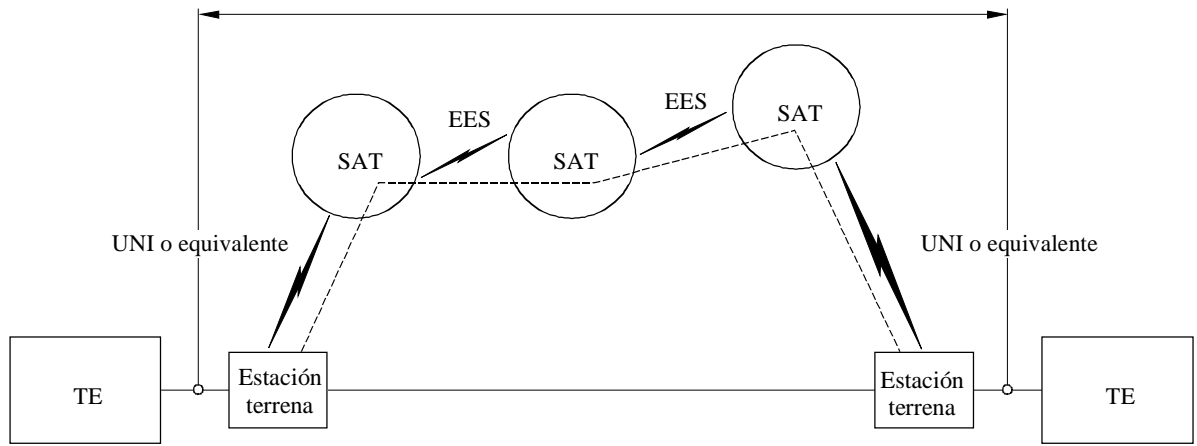 EES
EES
SAT
SAT
SAT
UNI o equivalente
UNI o equivalente
TE
Estación
terrena
Estación
terrena
TE